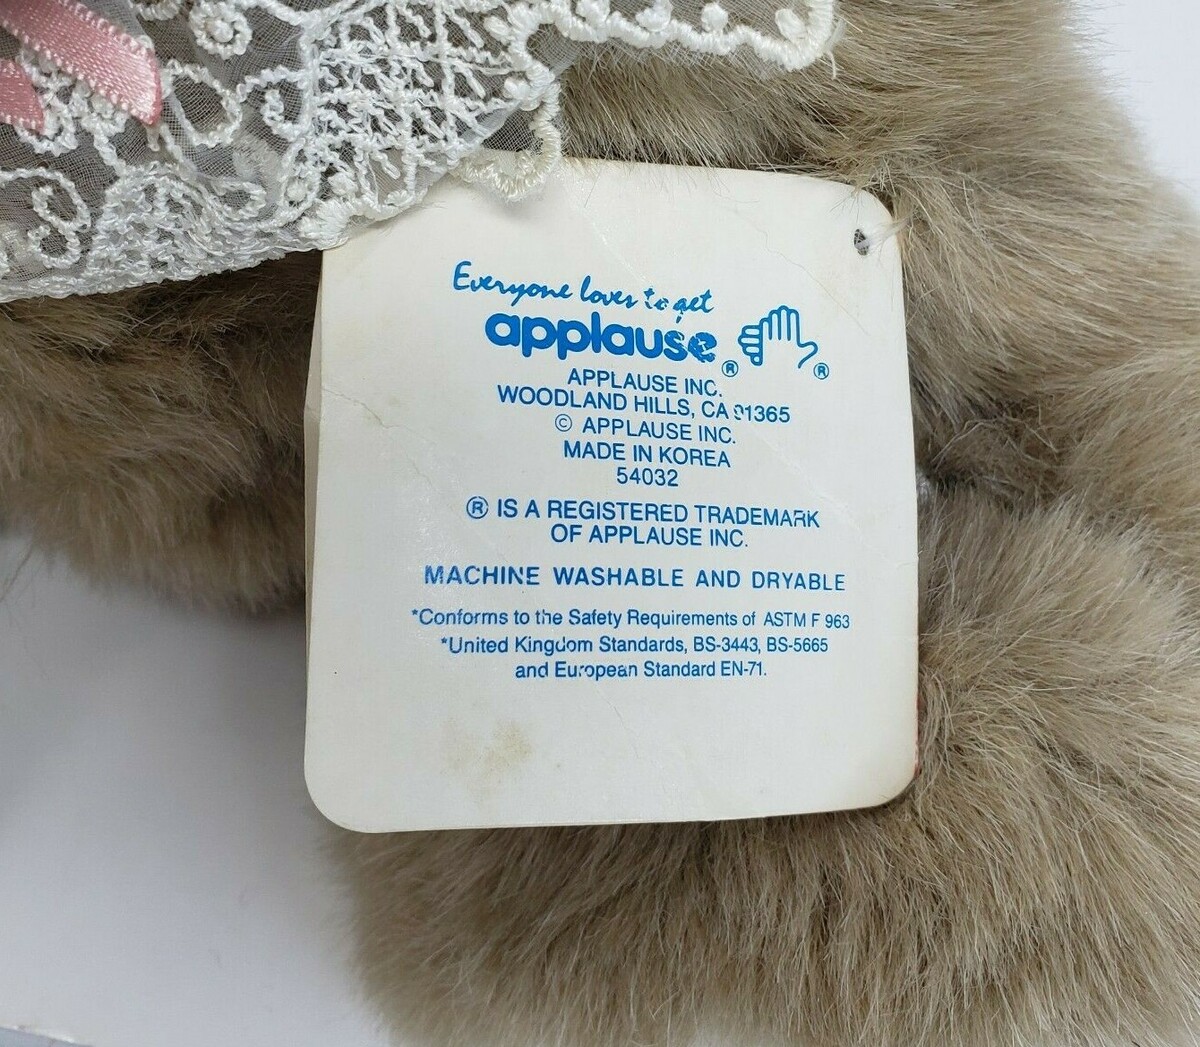 Everyone loves to get
applause ® ®
APPLAUSE INC.
WOODLAND HILLS, CA 91365
© APPLAUSE INC.
MADE IN KOREA
54032
® IS A REGISTERED TRADEMARK
OF APPLAUSE INC.
MACHINE WASHABLE AND DRYABLE
*Conforms to the Safety Requirements of ASTM F 963
*United Kingdom Standards, BS-3443, BS-5665
and European Standard EN-71.